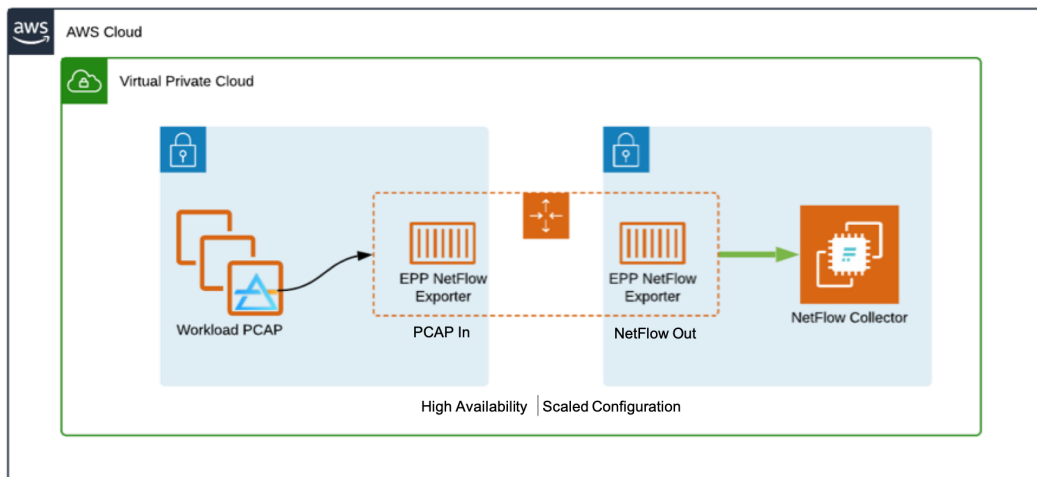 aws
AWS Cloud
Virtual Private Cloud
Workload PCAP
EPP NetFlow
Exporter
PCAP In
EPP NetFlow
Exporter
NetFlow Out
NetFlow Collector
High Availability | Scaled Configuration